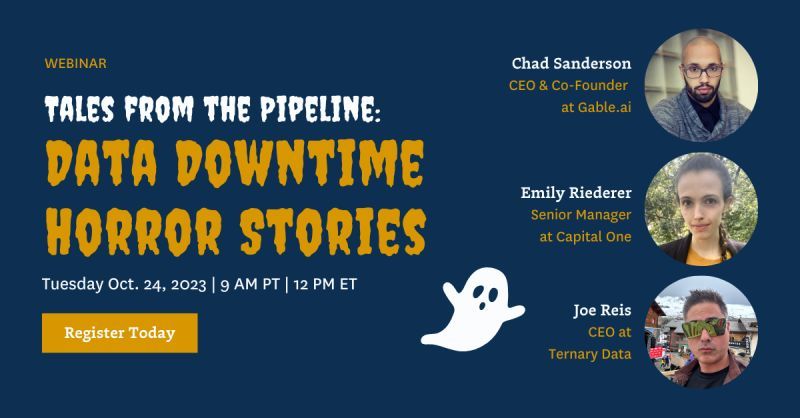 WEBINAR
TALES FROM THE PIPELINE:
DATA DOWNTIME
HORROR STORIES
Tuesday Oct. 24, 2023 | 9 AM PT | 12 PM ET
Register Today
Chad Sanderson
CEO & Co-Founder
at Gable.ai
Emily Riederer
Senior Manager
at Capital One
Joe Reis
CEO at
Ternary Data